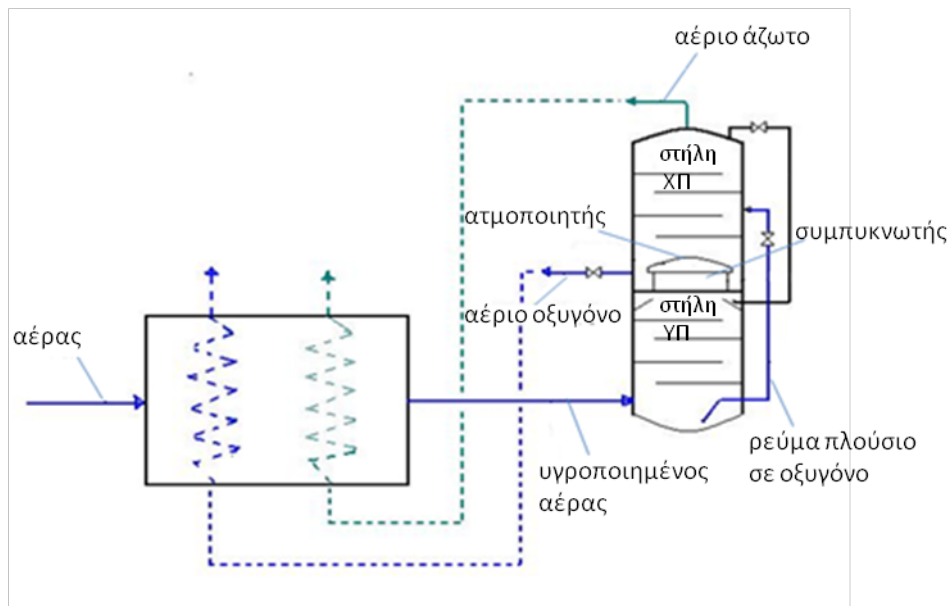 αέριο άζωτο
στήλη
ΧΠ
ατμοποιητής
συμπυκνωτής
αέριο οξυγόνο
στήλη
ΥΠ
αέρας
υγροποιημένος
αέρας
ρεύμα πλούσιο
σε οξυγόνο